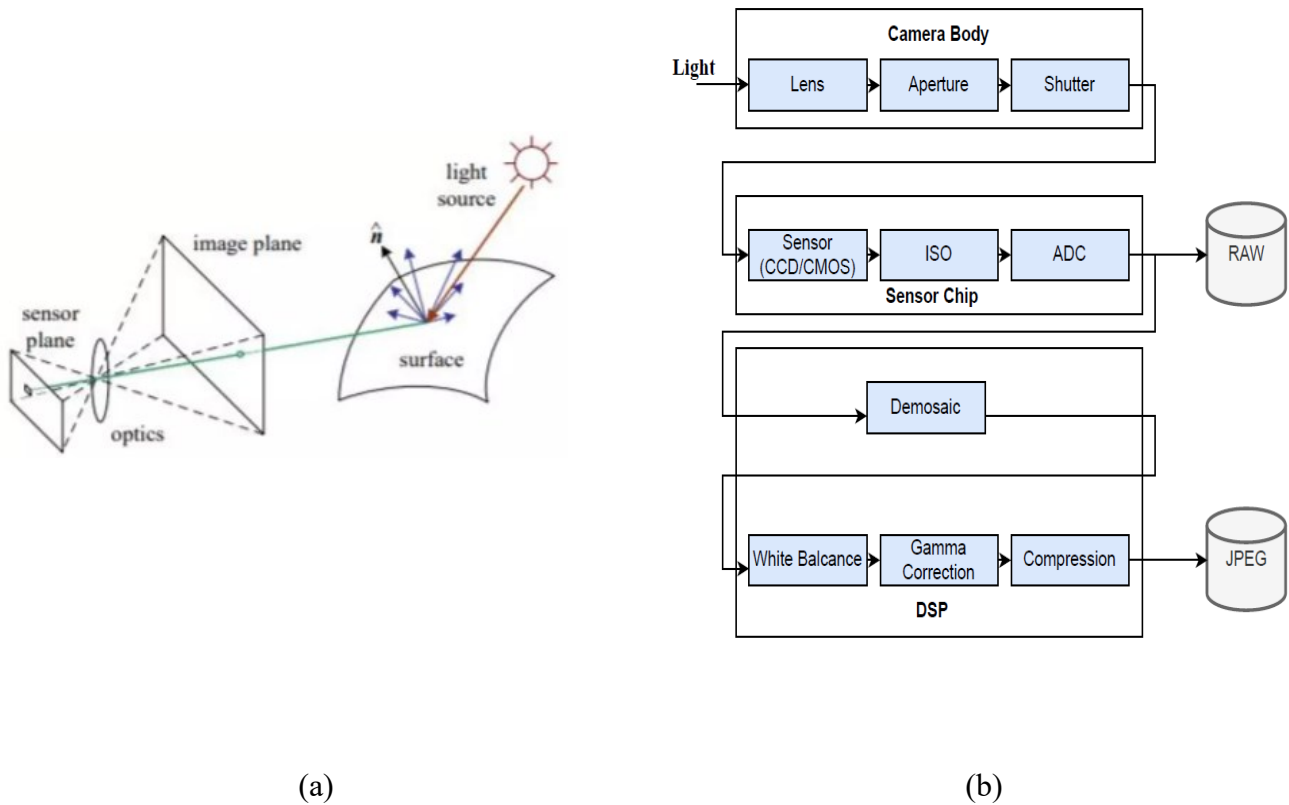 light
source
n̂
image plane
sensor
plane
surface
optics
(a)
Camera Body
Light
Lens
Aperture
Shutter
Sensor
(CCD/CMOS)
ISO
ADC
Sensor Chip
RAW
Demosaic
White Balcance
Gamma
Correction
Compression
DSP
JPEG
(b)